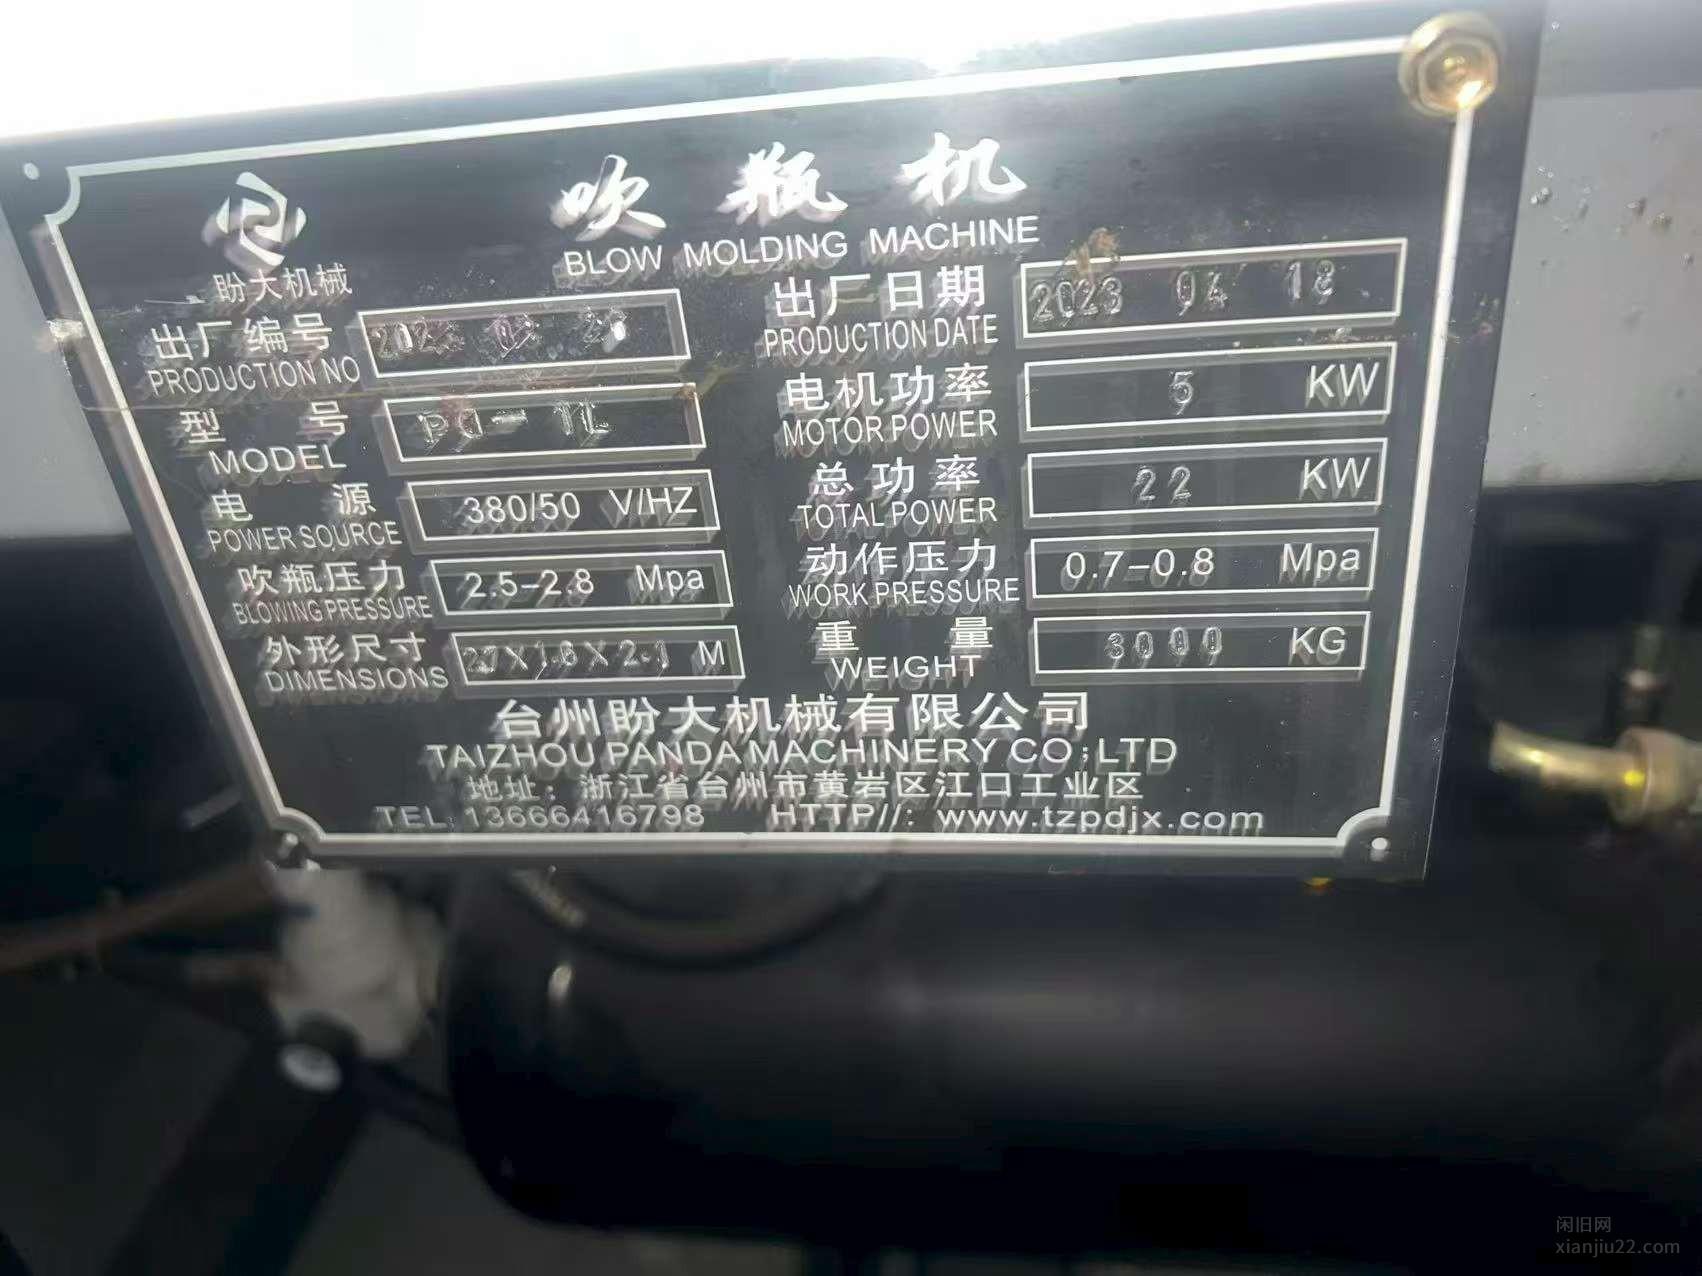 吹瓶机
BLOW MOLDING MACHINE
盼大机械
出厂编号
PRODUCTION NO
出厂日期 2023 04 18
PRODUCTION DATE
型号
MODEL
电机功率 5 KW
MOTOR POWER
电源 380/50 V/HZ
POWER SOURCE
总功率 22 KW
TOTAL POWER
吹瓶压力 2.5-2.8 Mpa
BLOWING PRESSURE
动作压力 0.7-0.8 Mpa
WORK PRESSURE
外形尺寸 M
DIMENSIONS
重量 3000 KG
WEIGHT
台州盼大机械有限公司
TAIZHOU PANDA MACHINERY CO;LTD
地址：浙江省台州市黄岩区江口工业区
TEL:13666416798 HTTP//: www.tzpdjx.com
闲旧网
xianjiu22.com